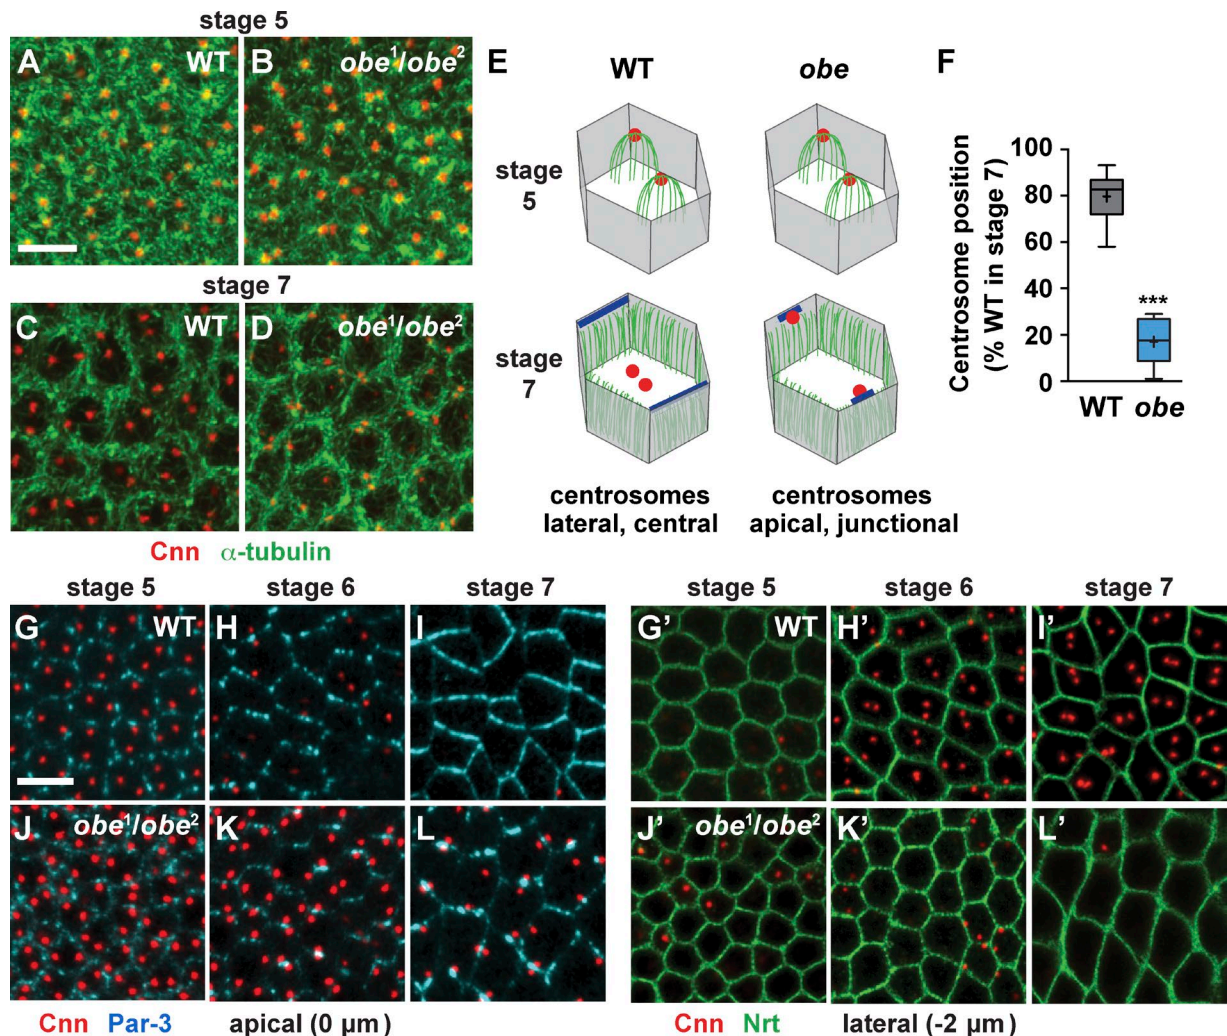 stage 5
A WT
B obe¹/obe²
stage 7
C WT
D obe¹/obe²
Cnn α-tubulin
E WT obe
stage
5
stage
7
centrosomes
lateral, central
centrosomes
apical, junctional
F
Centrosome position
(% WT in stage 7)
100
80
60
40
20
0
***
WT obe
stage 5 stage 6 stage 7
G WT H I
J obe¹/obe² K L
Cnn Par-3 apical (0 μm)
stage 5 stage 6 stage 7
G’ WT H’ I’
J’ obe¹/obe² K’ L’
Cnn Nrt lateral (-2 μm)